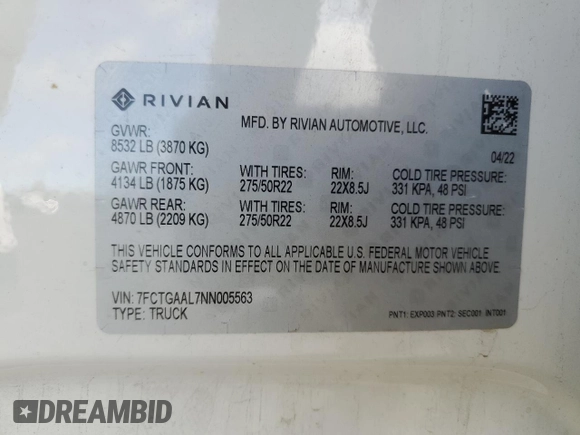 RIVIAN
MFD. BY RIVIAN AUTOMOTIVE, LLC.
GVWR:
8532 LB (3870 KG)
04/22
GAWR FRONT: WITH TIRES: RIM: COLD TIRE PRESSURE:
4134 LB (1875 KG) 275/50R22 22X8.5J 331 KPA, 48 PSI
GAWR REAR: WITH TIRES: RIM: COLD TIRE PRESSURE:
4870 LB (2209 KG) 275/50R22 22X8.5J 331 KPA, 48 PSI
THIS VEHICLE CONFORMS TO ALL APPLICABLE U.S. FEDERAL MOTOR VEHICLE
SAFETY STANDARDS IN EFFECT ON THE DATE OF MANUFACTURE SHOWN ABOVE.
VIN: 7FCTGAAL7NN005563
TYPE: TRUCK
PNT1: EXP003 PNT2: SEC001 INT001
DREAMBID